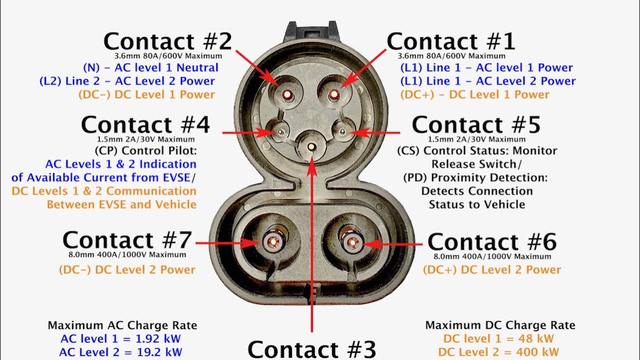 Contact #2
3.6mm 80A/600V Maximum
(N) – AC level 1 Neutral
(L2) Line 2 – AC Level 2 Power
(DC-) DC Level 1 Power
Contact #1
3.6mm 80A/600V Maximum
(L1) Line 1 – AC level 1 Power
(L1) Line 1 – AC Level 2 Power
(DC+) – DC Level 1 Power
Contact #4
1.5mm 2A/30V Maximum
(CP) Control Pilot:
AC Levels 1 & 2 Indication
of Available Current from EVSE/
DC Levels 1 & 2 Communication
Between EVSE and Vehicle
Contact #5
1.5mm 2A/30V Maximum
(CS) Control Status: Monitor
Release Switch/
(PD) Proximity Detection:
Detects Connection
Status to Vehicle
Contact #7
8.0mm 400A/1000V Maximum
(DC-) DC Level 2 Power
Contact #6
8.0mm 400A/1000V Maximum
(DC+) DC Level 2 Power
Maximum AC Charge Rate
AC level 1 = 1.92 kW
AC Level 2 = 19.2 kW
Contact #3
Maximum DC Charge Rate
DC level 1 = 48 kW
DC Level 2 = 400 kW